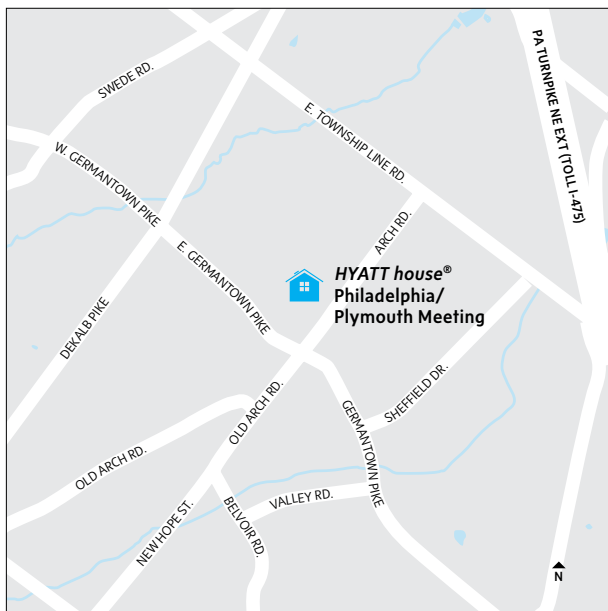 PA TURNPIKE NE EXT (TOLL I-475)
SWEDE RD.
E. TOWNSHIP LINE RD.
W. GERMANTOWN PIKE
ARCH RD.
E. GERMANTOWN PIKE
HYATT house®
Philadelphia/
Plymouth Meeting
DEKALB PIKE
SHEFFIELD DR.
OLD ARCH RD.
GERMANTOWN PIKE
OLD ARCH RD.
VALLEY RD.
NEW HOPE ST.
BELVOIR RD.
N